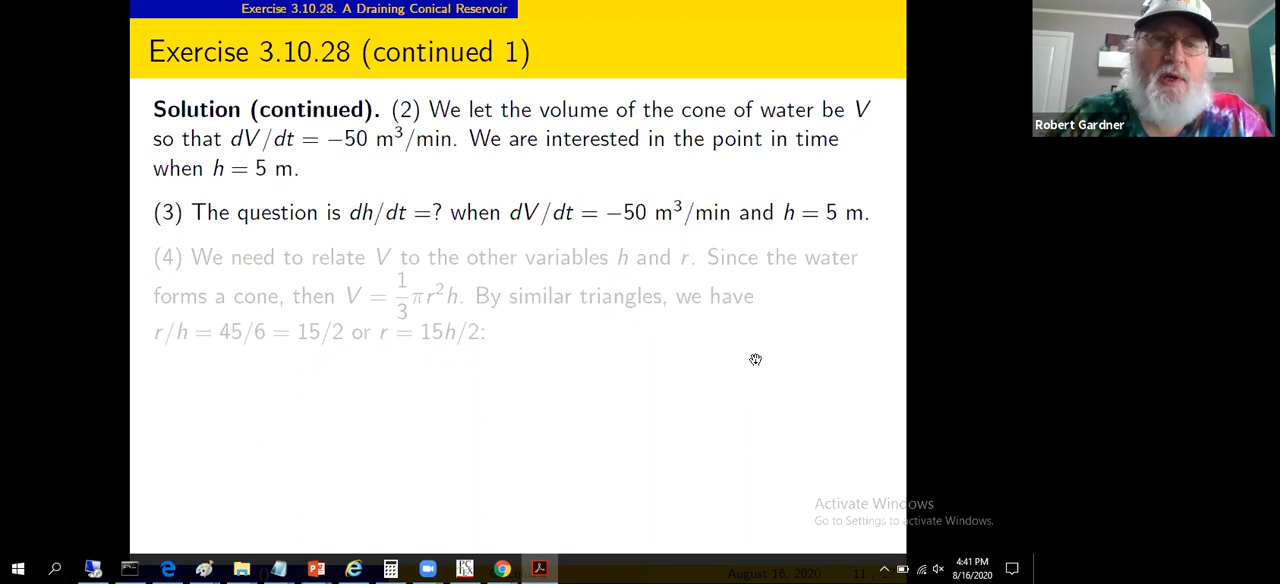 Exercise 3.10.28. A Draining Conical Reservoir
Exercise 3.10.28 (continued 1)
Solution (continued). (2) We let the volume of the cone of water be V
so that dV/dt = −50 m³/min. We are interested in the point in time
when h = 5 m.
(3) The question is dh/dt =? when dV/dt = −50 m³/min and h = 5 m.
(4) We need to relate V to the other variables h and r. Since the water
forms a cone, then V = 1/3 πr²h. By similar triangles, we have
r/h = 45/6 = 15/2 or r = 15h/2:
Robert Gardner
Activate Windows
Go to Settings to activate Windows.
4:41 PM
8/16/2020
August 16, 2020 11